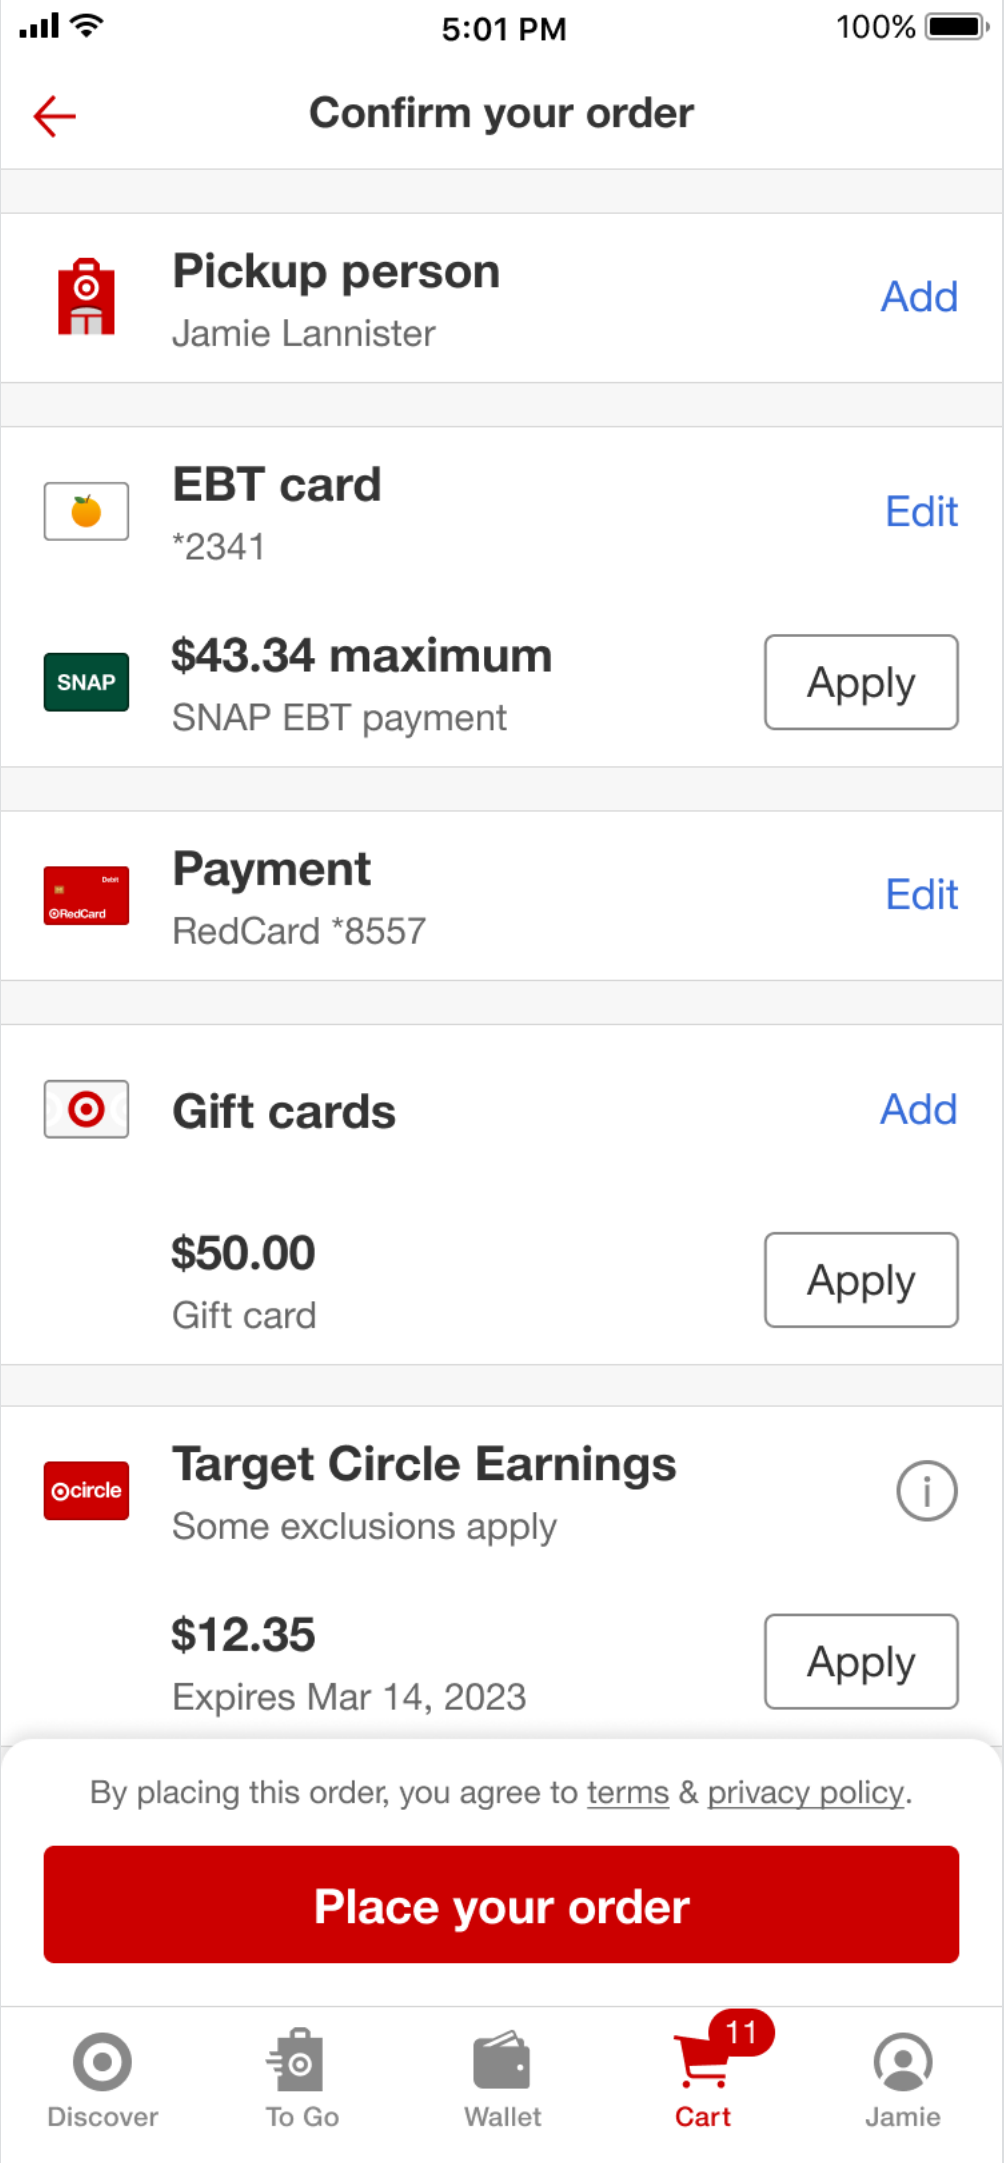 5:01 PM
100%
Confirm your order
Pickup person
Add
Jamie Lannister
EBT card
Edit
*2341
$43.34 maximum
SNAP
Apply
SNAP EBT payment
Payment
Debit
Edit
RedCard
RedCard *8557
Gift cards
Add
$50.00
Apply
Gift card
Target Circle Earnings
circle
i
Some exclusions apply
$12.35
Apply
Expires Mar 14, 2023
By placing this order, you agree to terms & privacy policy.
Place your order
11
Discover
To Go
Wallet
Cart
Jamie